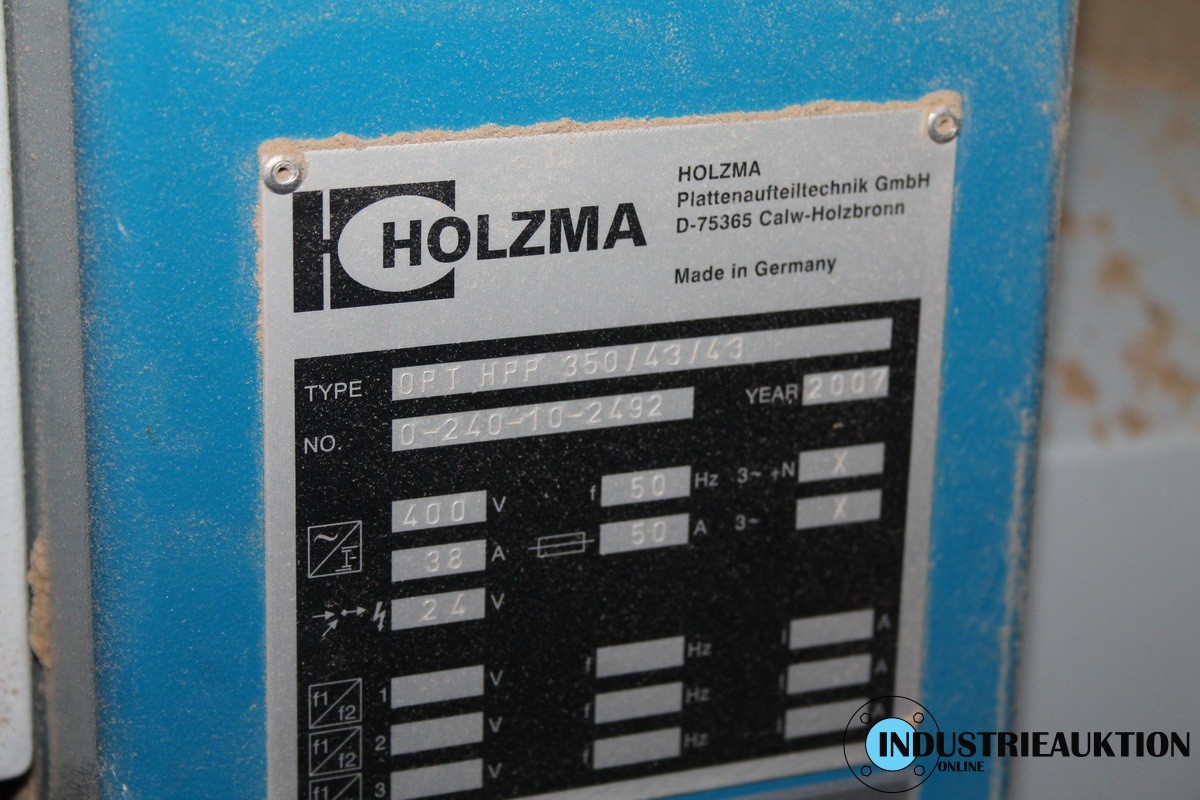 HOLZMA
HOLZMA
Plattenaufteiltechnik GmbH
D-75365 Calw-Holzbronn
Made in Germany
TYPE OPT HPP 350/43/43
NO. 0-240-10-2492 YEAR 2007
400 V f 50 Hz 3~ +N X
38 A 50 A 3~ X
24 V
f1/f2 1 V f Hz I A
f1/f2 2 V f Hz I A
f1 3 V f Hz I A
INDUSTRIEAUKTION
ONLINE